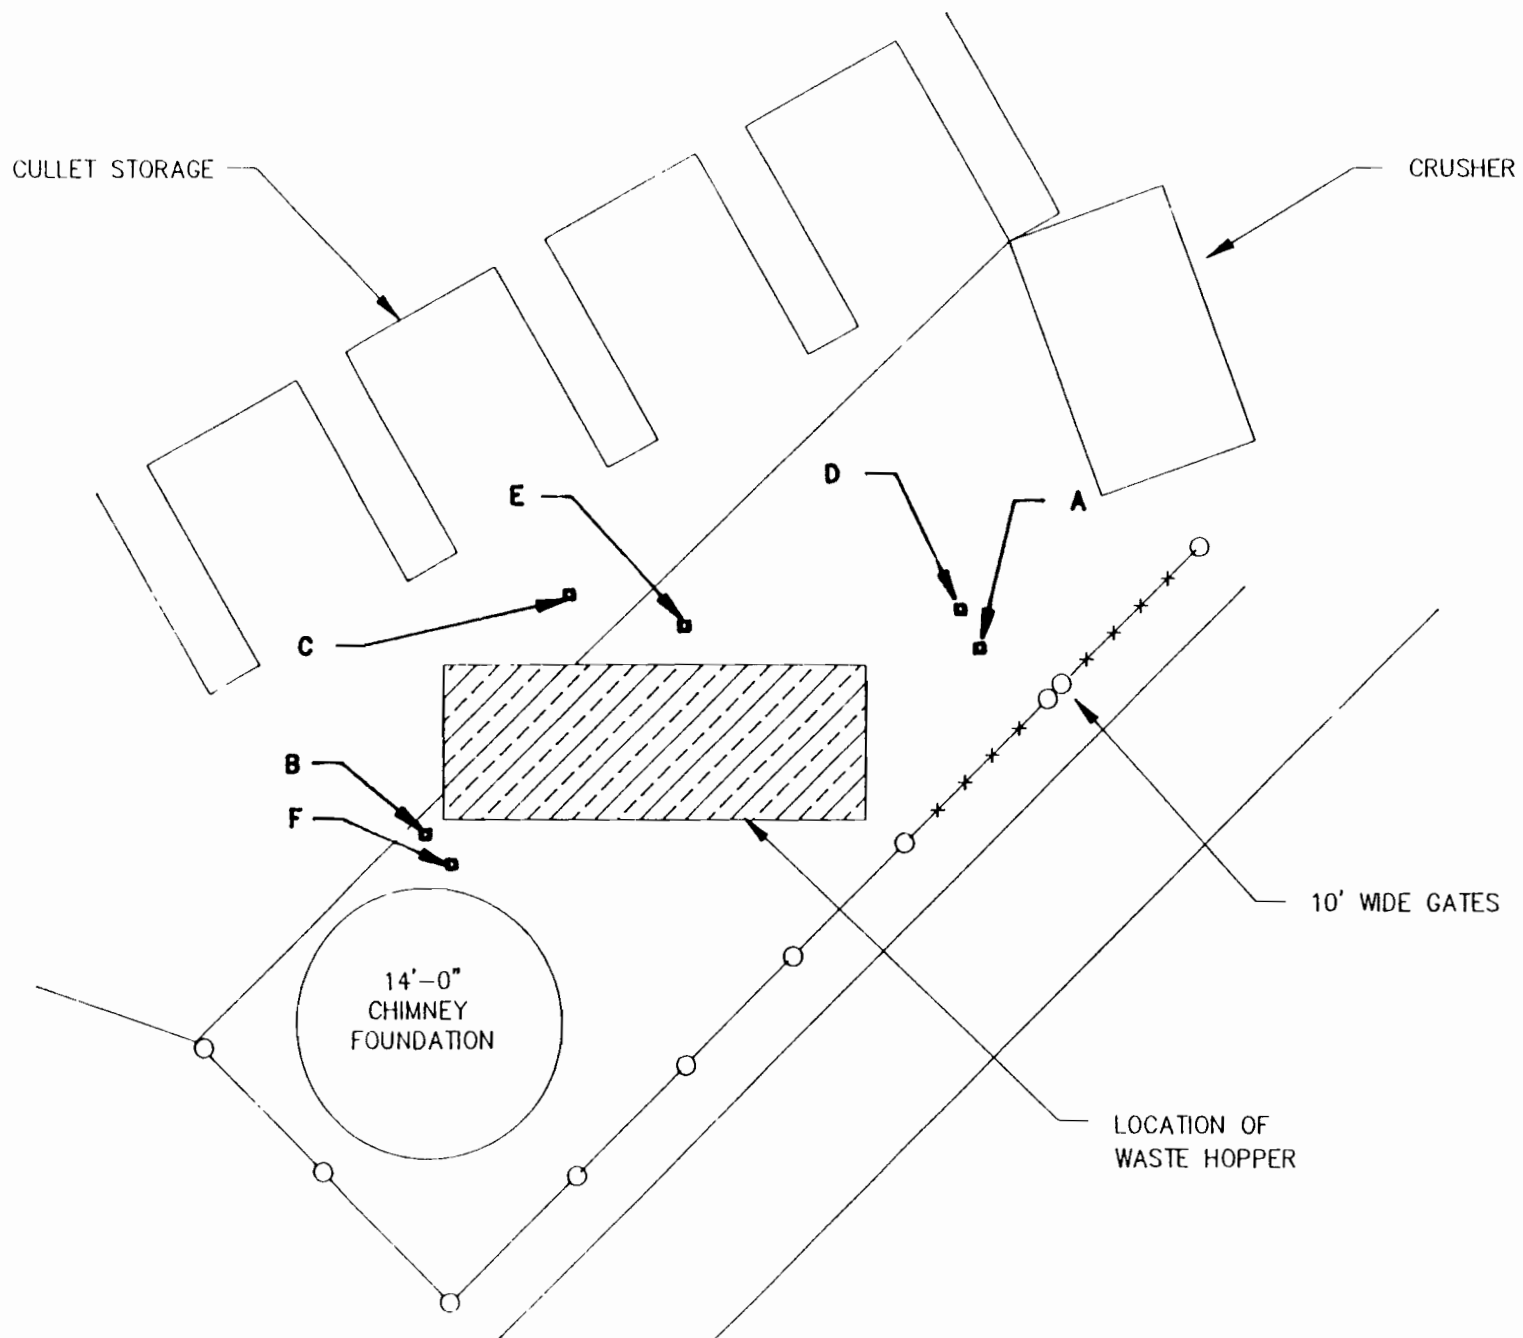 CULLET STORAGE
CRUSHER
D
E
A
C
B
F
10' WIDE GATES
14'-0"
CHIMNEY
FOUNDATION
LOCATION OF
WASTE HOPPER